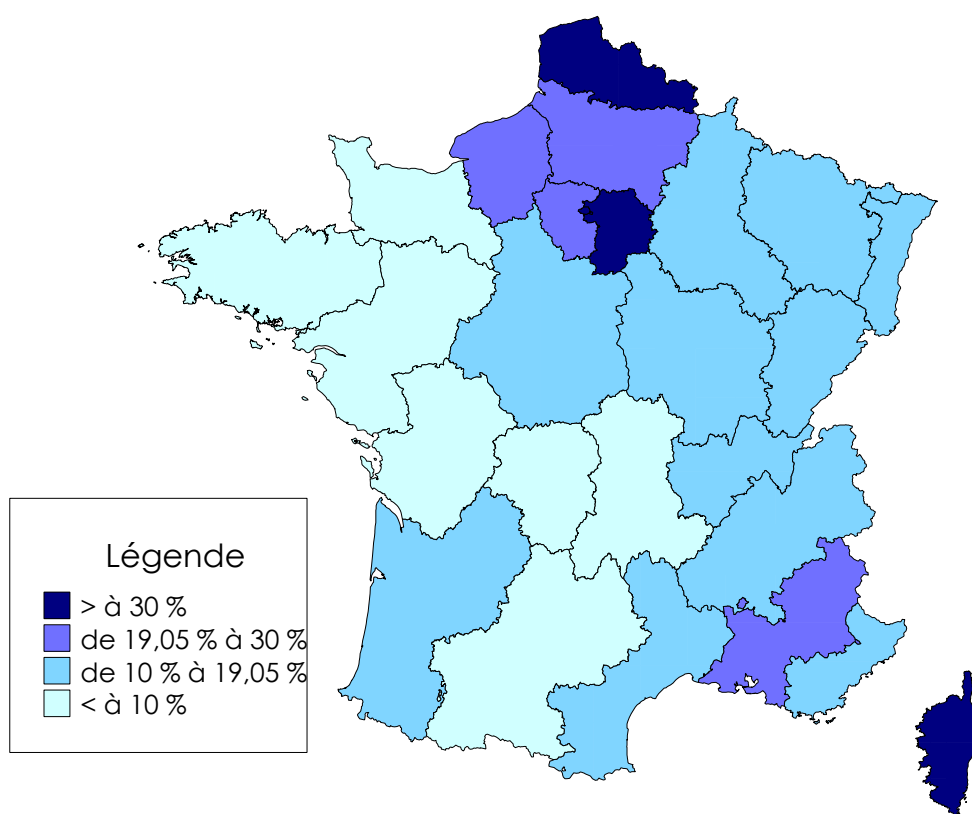 Légende
> à 30 %
de 19,05 % à 30 %
de 10 % à 19,05 %
< à 10 %